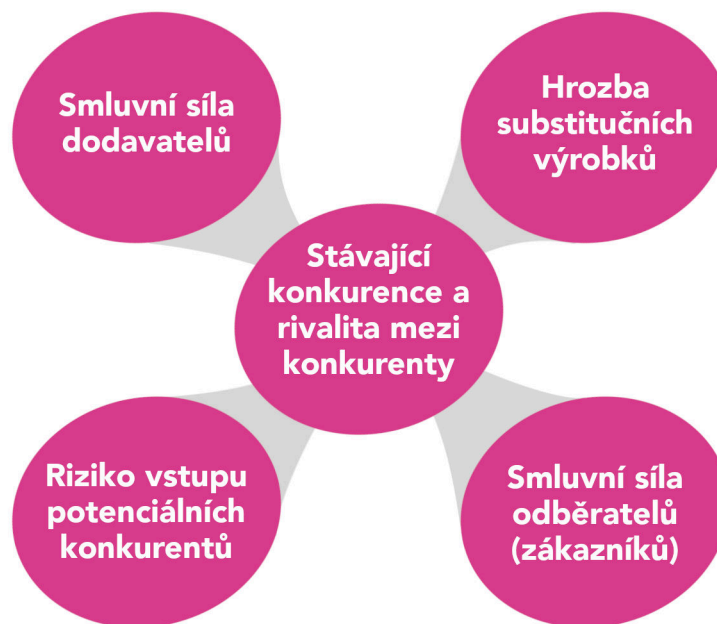 Smluvní síla
dodavatelů
Hrozba
substitučních
výrobků
Stávající
konkurence a
rivalita mezi
konkurenty
Riziko vstupu
potenciálních
konkurentů
Smluvní síla
odběratelů
(zákazníků)